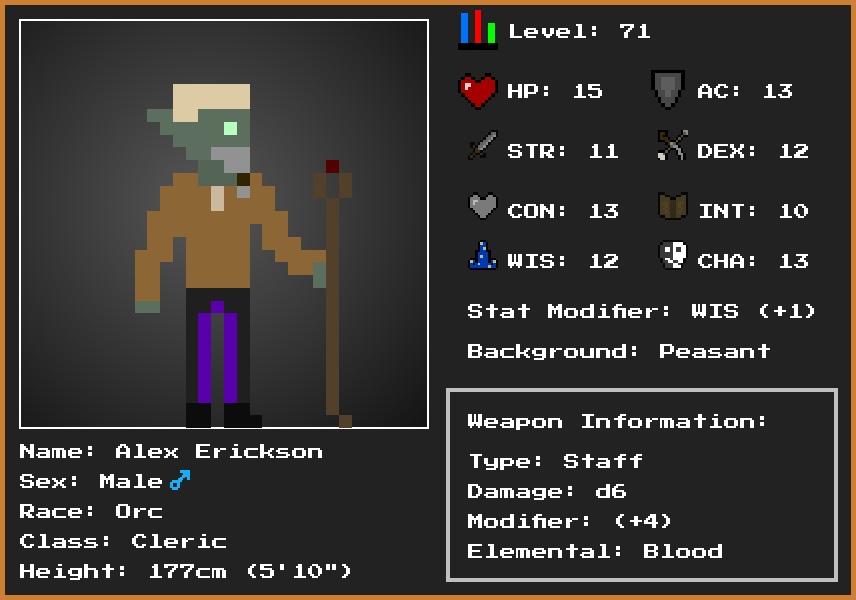 Level: 71
HP: 15 AC: 13
STR: 11 DEX: 12
CON: 13 INT: 10
WIS: 12 CHA: 13
Stat Modifier: WIS (+1)
Background: Peasant
Weapon Information:
Type: Staff
Damage: d6
Modifier: (+4)
Elemental: Blood
Name: Alex Erickson
Sex: Male♂
Race: Orc
Class: Cleric
Height: 177cm (5'10")